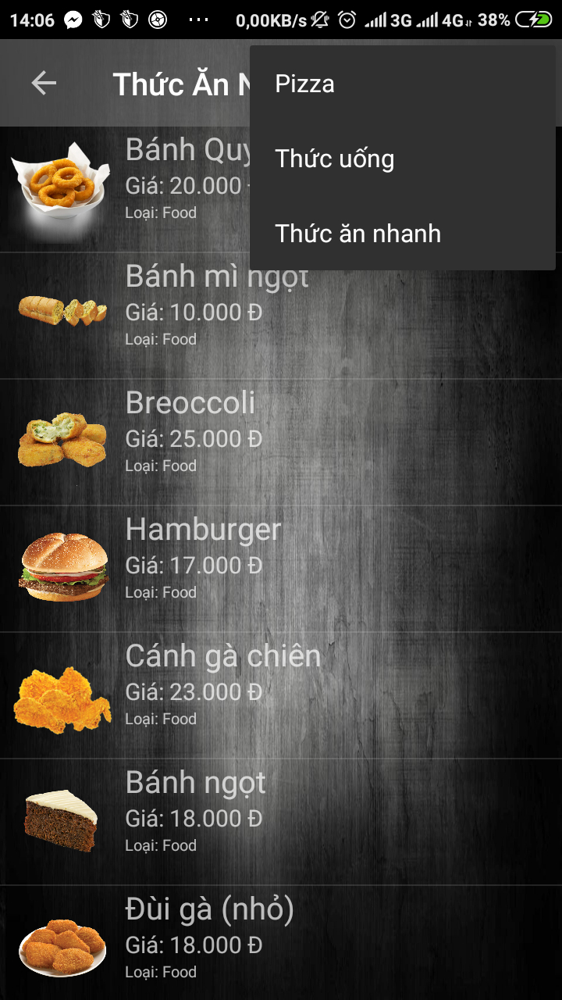 14:06 ... 0,00KB/s 3G 4G 38%
Thức Ăn N
Pizza
Thức uống
Thức ăn nhanh
Bánh Quy
Giá: 20.000
Loại: Food
Bánh mì ngọt
Giá: 10.000 Đ
Loại: Food
Breoccoli
Giá: 25.000 Đ
Loại: Food
Hamburger
Giá: 17.000 Đ
Loại: Food
Cánh gà chiên
Giá: 23.000 Đ
Loại: Food
Bánh ngọt
Giá: 18.000 Đ
Loại: Food
Đùi gà (nhỏ)
Giá: 18.000 Đ
Loại: Food